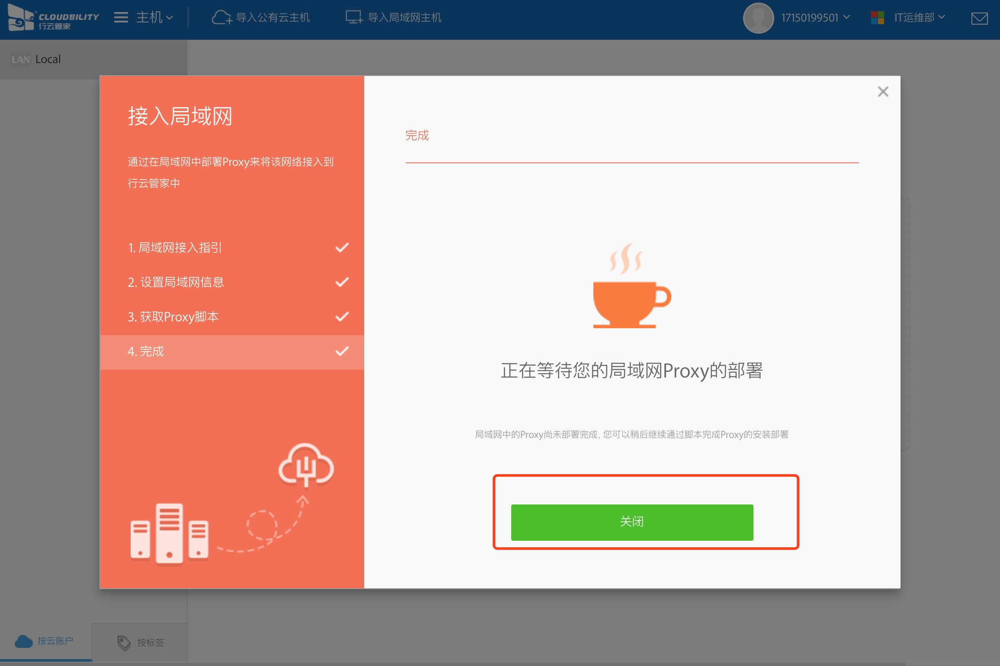 CLOUDBILITY
行云管家
主机
导入公有云主机
导入局域网主机
17150199501
IT运维部
LAN Local
接入局域网
通过在局域网中部署Proxy来将该网络接入到
行云管家中
1. 局域网接入指引
2. 设置局域网信息
3. 获取Proxy脚本
4. 完成
完成
正在等待您的局域网Proxy的部署
局域网中的Proxy尚未部署完成, 您可以稍后继续通过脚本完成Proxy的安装部署
关闭
按云账户
按标签